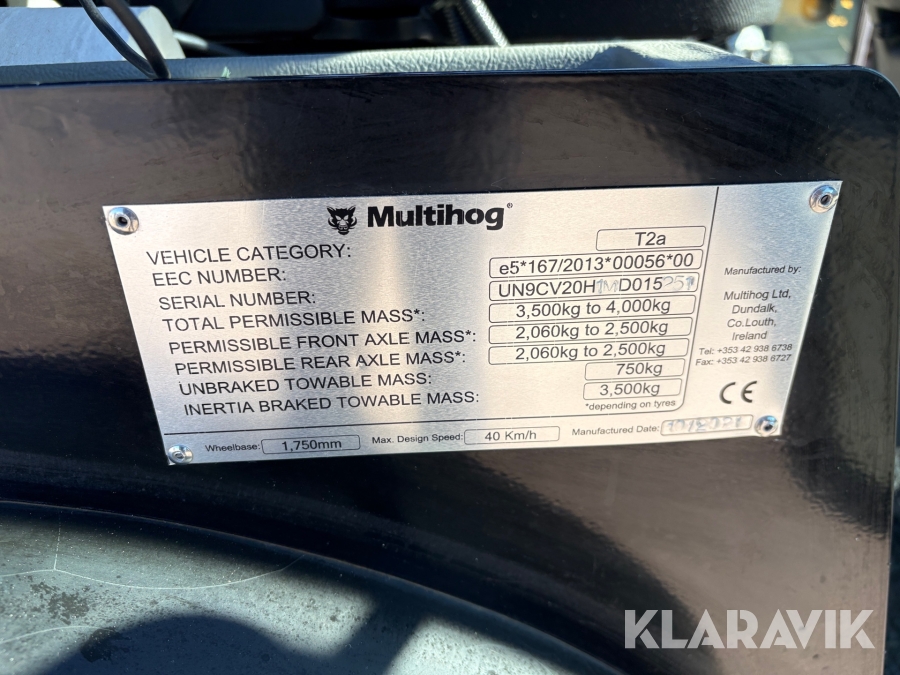 Multihog®
VEHICLE CATEGORY: T2a
EEC NUMBER: e5*167/2013*00056*00
SERIAL NUMBER: UN9CV20H1MD015251
TOTAL PERMISSIBLE MASS*: 3,500kg to 4,000kg
PERMISSIBLE FRONT AXLE MASS*: 2,060kg to 2,500kg
PERMISSIBLE REAR AXLE MASS*: 2,060kg to 2,500kg
UNBRAKED TOWABLE MASS: 750kg
INERTIA BRAKED TOWABLE MASS: 3,500kg
*depending on tyres
Manufactured by:
Multihog Ltd,
Dundalk,
Co.Louth,
Ireland
Tel: +353 42 938 6738
Fax: +353 42 938 6727
CE
Wheelbase: 1,750mm Max. Design Speed: 40 Km/h Manufactured Date:
KLARAVIK